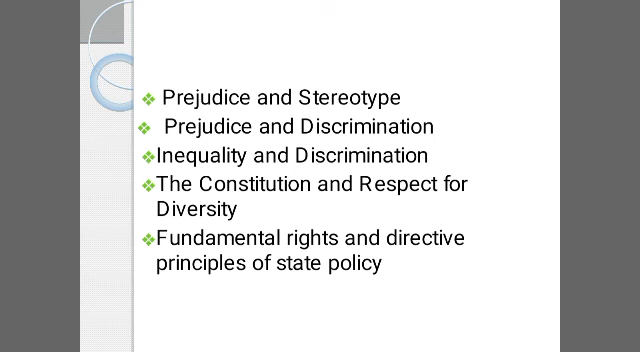 ❖ Prejudice and Stereotype
❖ Prejudice and Discrimination
❖Inequality and Discrimination
❖The Constitution and Respect for
Diversity
❖Fundamental rights and directive
principles of state policy